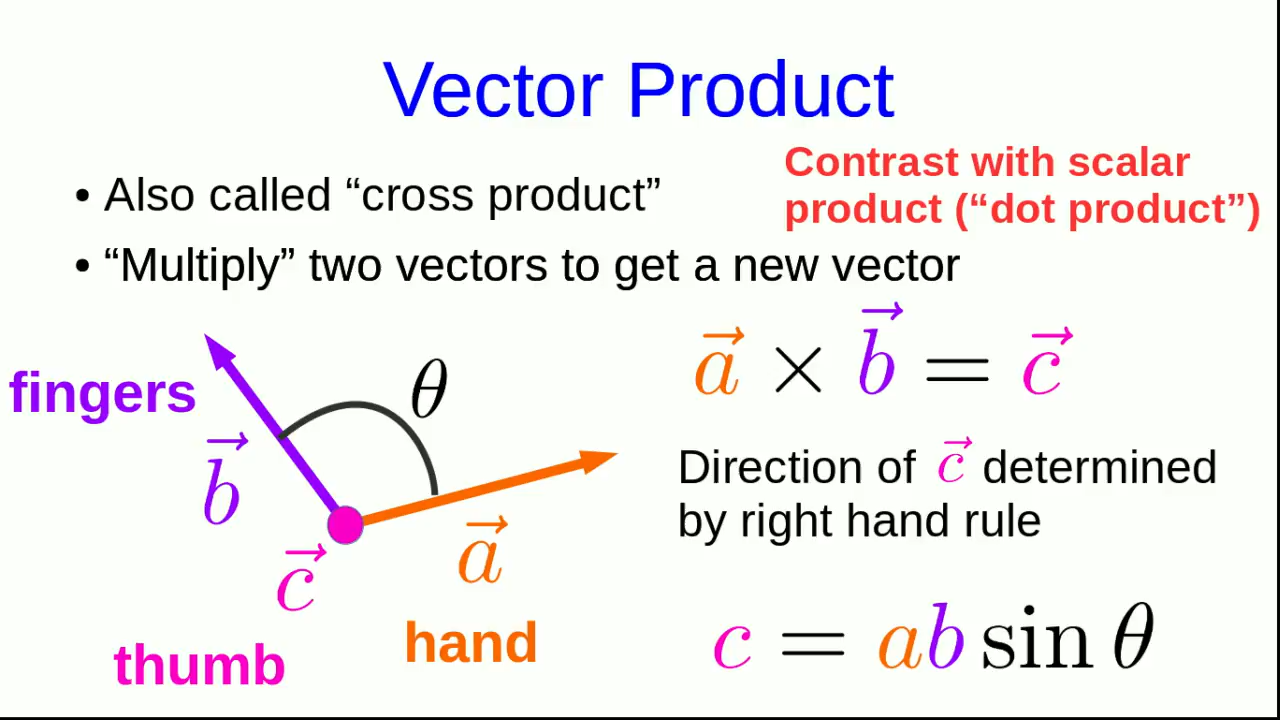 Vector Product
Contrast with scalar
product (“dot product”)
• Also called “cross product”
• “Multiply” two vectors to get a new vector
fingers
θ
b⃗
a⃗
c⃗
hand
thumb
a⃗ × b⃗ = c⃗
Direction of c⃗ determined
by right hand rule
c = ab sin θ